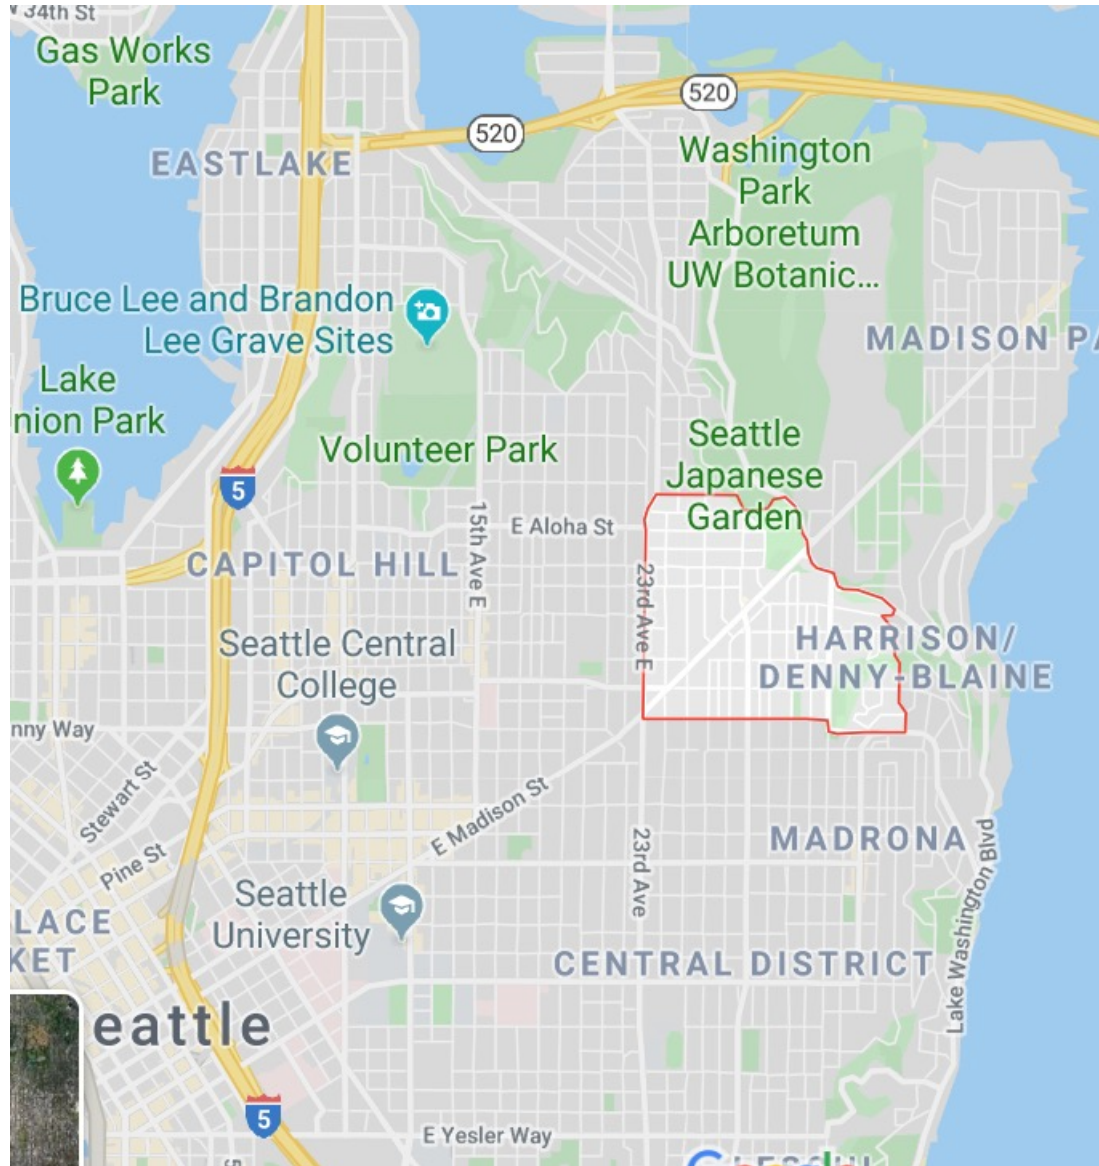 34th St
Gas Works
Park
520
520
EASTLAKE
Washington
Park
Arboretum
UW Botanic...
Bruce Lee and Brandon
Lee Grave Sites
MADISON PA
Lake
nion Park
Volunteer Park
Seattle
Japanese
Garden
5
15th Ave E
E Aloha St
CAPITOL HILL
23rd Ave E
Seattle Central
College
HARRISON/
DENNY-BLAINE
nny Way
Stewart St
E Madison St
Pine St
MADRONA
23rd Ave
Lake Washington Blvd
Seattle
University
LACE
KET
CENTRAL DISTRICT
eattle
5
E Yesler Way